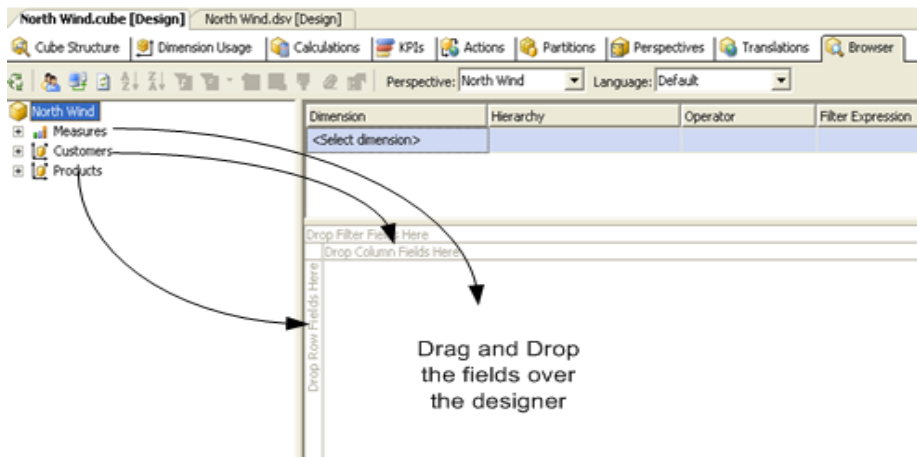 North Wind.cube [Design] North Wind.dsv [Design]
Cube Structure Dimension Usage Calculations KPIs Actions Partitions Perspectives Translations Browser
Perspective: North Wind Language: Default
North Wind
Measures
Customers
Products
Dimension Hierarchy Operator Filter Expression
<Select dimension>
Drop Filter Fields Here
Drop Column Fields Here
Drop Row Fields Here
Drag and Drop
the fields over
the designer